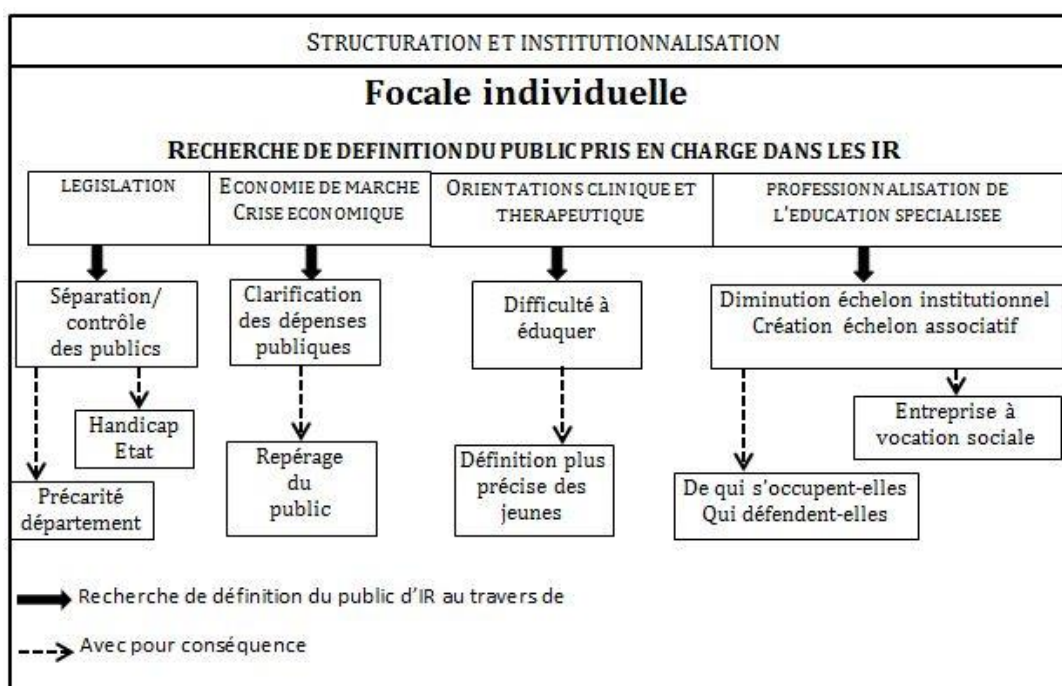 STRUCTURATION ET INSTITUTIONNALISATION
Focale individuelle
RECHERCHE DE DEFINITION DU PUBLIC PRIS EN CHARGE DANS LES IR
LEGISLATION
ECONOMIE DE MARCHE
CRISE ECONOMIQUE
ORIENTATIONS CLINIQUE ET
THERAPEUTIQUE
PROFESSIONNALISATION DE
L'EDUCATION SPECIALISEE
Séparation/
contrôle
des publics
Clarification
des dépenses
publiques
Difficulté à
éduquer
Diminution échelon institutionnel
Création échelon associatif
Handicap
Etat
Entreprise à
vocation sociale
Précarité
département
Repérage
du
public
Définition plus
précise des
jeunes
De qui s'occupent-elles
Qui défendent-elles
Recherche de définition du public d'IR au travers de
Avec pour conséquence